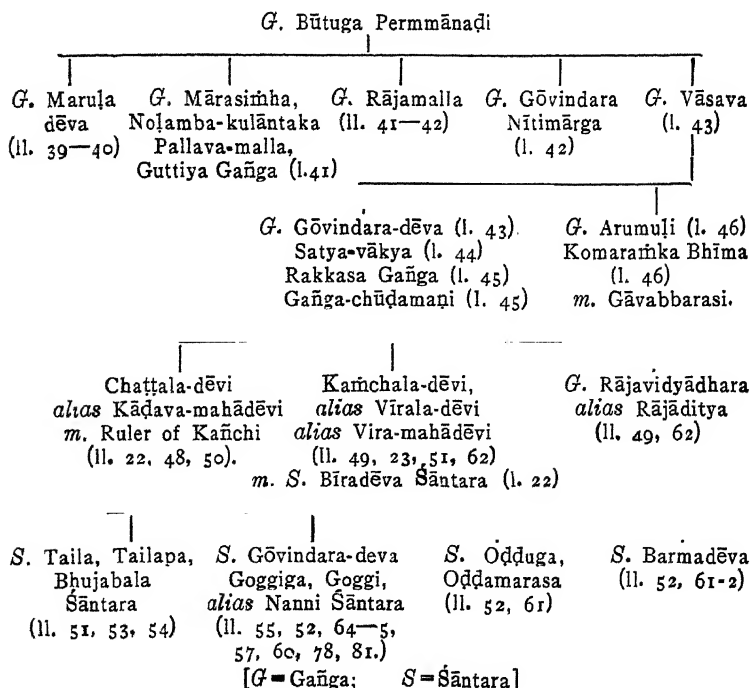 G. Būtuga Permmānaḍi
G. Maruḷa G. Mārasiṁha, G. Rājamalla G. Gōvindara G. Vāsava
dēva Noḷamba-kulāntaka (ll. 41—42) Nītimārga (l. 43)
(ll. 39—40) Pallava-malla, (l. 42)
Guttiya Gañga (l.41)
G. Gōvindara-dēva (l. 43) G. Arumuḷi (l. 46)
Satya-vākya (l. 44) Komaraṁka Bhīma
Rakkasa Gañga (l. 45) (l. 46)
Gañga-chūḍamaṇi (l. 45) m. Gāvabbarasi.
Chaṭṭala-dēvi Kaṁchala-dēvi, G. Rājavidyādhara
alias Kāḍava-mahādēvi alias Vīrala-dēvi alias Rājāditya
m. Ruler of Kañchi alias Vira-mahādēvi (ll. 49, 62)
(ll. 22, 48, 50). (ll. 49, 23, 51, 62)
m. S. Bīradēva Śāntara (l. 22)
S. Taila, Tailapa, S. Gōvindara-deva S. Oḍḍuga, S. Barmadēva
Bhujabala Goggiga, Goggi, Oḍḍamarasa (ll. 52, 61-2)
Śāntara alias Nanni Śāntara (ll. 52, 61)
(ll. 51, 53, 54) (ll. 55, 52, 64—5,
57, 60, 78, 81.)
[G = Gañga; S = Śāntara]